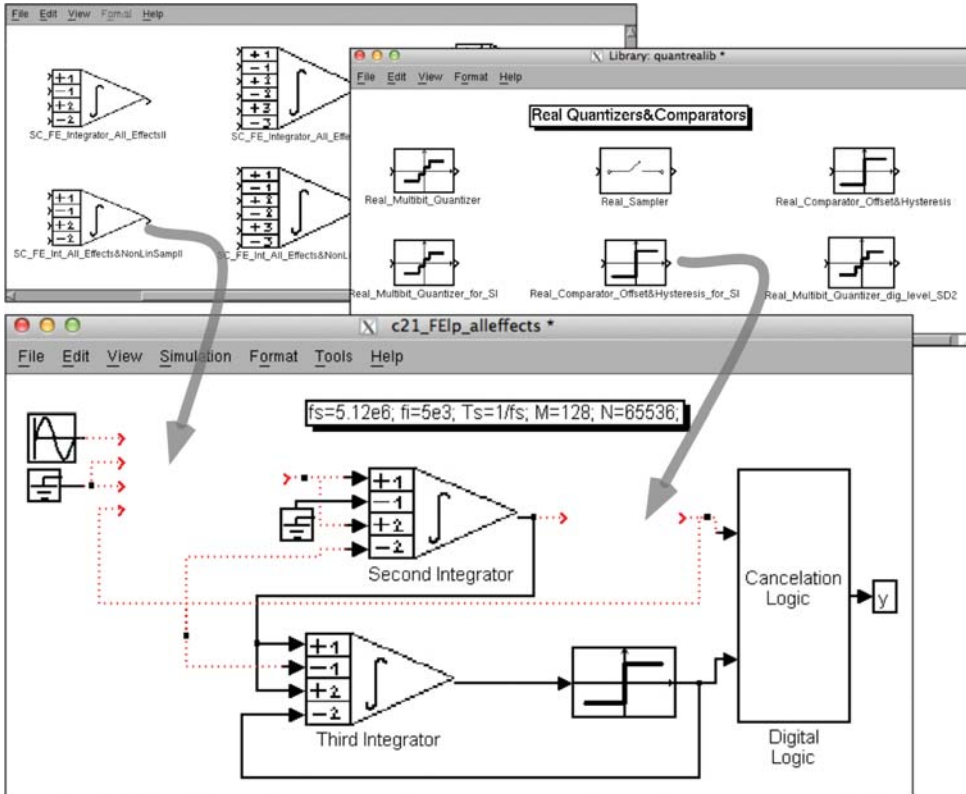 File Edit View Format Help
+1
−1
+2
−2
SC_FE_Integrator_All_EffectsII
+1
−1
+2
−2
+3
−3
SC_FE_Integrator_All_Effe
+1
−1
+2
−2
SC_FE_Int_All_Effects&NonLinSampII
+1
−1
+2
−2
+3
−3
SC_FE_Int_All_Effects&NonLi
X Library: quantrealib *
File Edit View Format Help
Real Quantizers&Comparators
Real_Multibit_Quantizer
Real_Sampler
Real_Comparator_Offset&Hysteresis
Real_Multibit_Quantizer_for_SI
Real_Comparator_Offset&Hysteresis_for_SI
Real_Multibit_Quantizer_dig_level_SD2
X c21_FElp_alleffects *
File Edit View Simulation Format Tools Help
fs=5.12e6; fi=5e3; Ts=1/fs; M=128; N=65536;
+1
−1
+2
−2
Second Integrator
Cancelation
Logic
y
+1
−1
+2
−2
Third Integrator
Digital
Logic